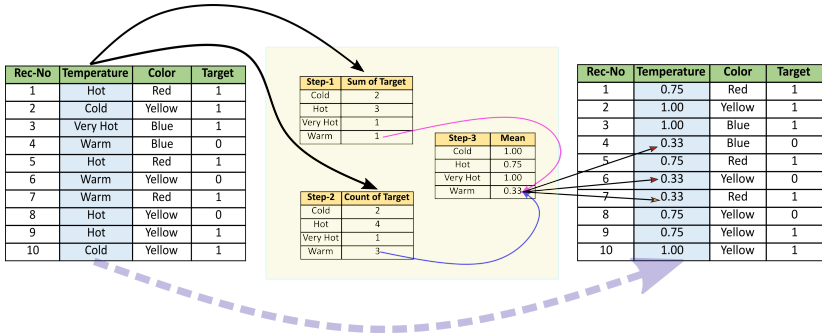 Rec-No Temperature Color Target
1 Hot Red 1
2 Cold Yellow 1
3 Very Hot Blue 1
4 Warm Blue 0
5 Hot Red 1
6 Warm Yellow 0
7 Warm Red 1
8 Hot Yellow 0
9 Hot Yellow 1
10 Cold Yellow 1
Step-1 Sum of Target
Cold 2
Hot 3
Very Hot 1
Warm 1
Step-2 Count of Target
Cold 2
Hot 4
Very Hot 1
Warm 3
Step-3 Mean
Cold 1.00
Hot 0.75
Very Hot 1.00
Warm 0.33
Rec-No Temperature Color Target
1 0.75 Red 1
2 1.00 Yellow 1
3 1.00 Blue 1
4 0.33 Blue 0
5 0.75 Red 1
6 0.33 Yellow 0
7 0.33 Red 1
8 0.75 Yellow 0
9 0.75 Yellow 1
10 1.00 Yellow 1